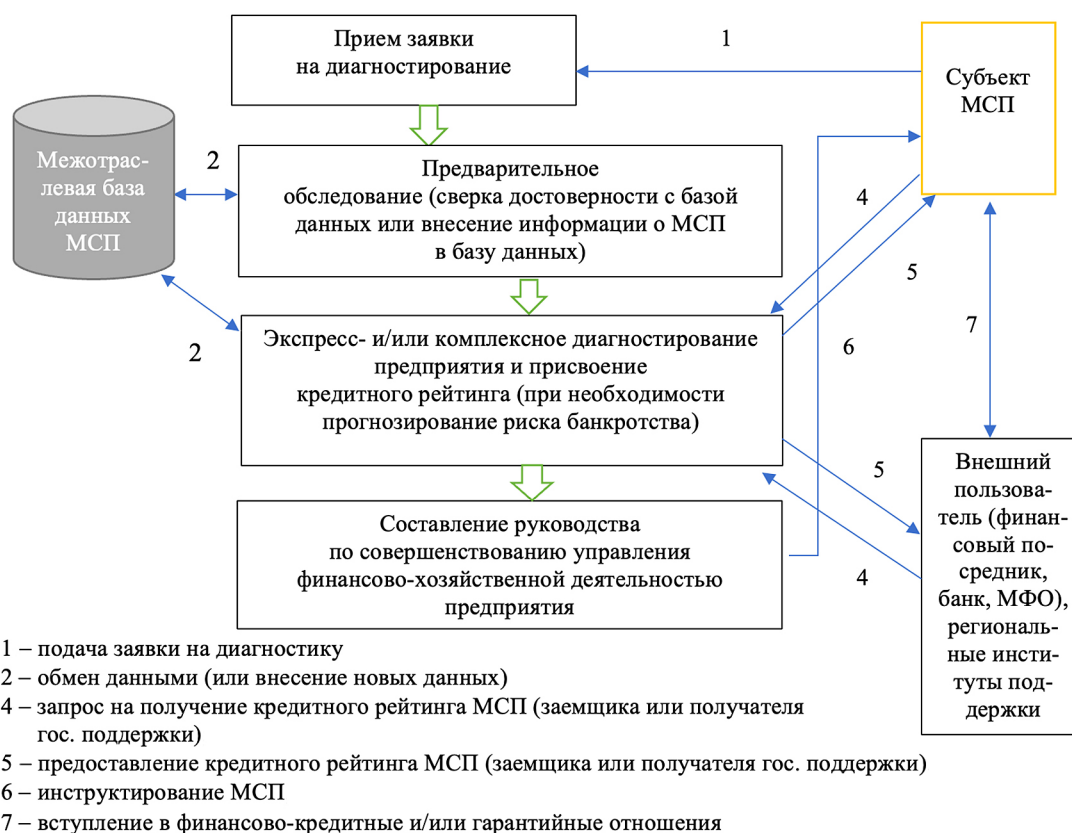 Прием заявки
на диагностирование
1
Субъект
МСП
Межотрас-
левая база
данных
МСП
2
Предварительное
обследование (сверка достоверности с базой
данных или внесение информации о МСП
в базу данных)
4
5
2
Экспресс- и/или комплексное диагностирование
предприятия и присвоение
кредитного рейтинга (при необходимости
прогнозирование риска банкротства)
6
7
5
4
Составление руководства
по совершенствованию управления
финансово-хозяйственной деятельностью
предприятия
Внешний
пользова-
тель (финан-
совый по-
средник,
банк, МФО),
региональ-
ные инсти-
туты под-
держки
1 – подача заявки на диагностику
2 – обмен данными (или внесение новых данных)
4 – запрос на получение кредитного рейтинга МСП (заемщика или получателя
гос. поддержки)
5 – предоставление кредитного рейтинга МСП (заемщика или получателя гос. поддержки)
6 – инструктирование МСП
7 – вступление в финансово-кредитные и/или гарантийные отношения